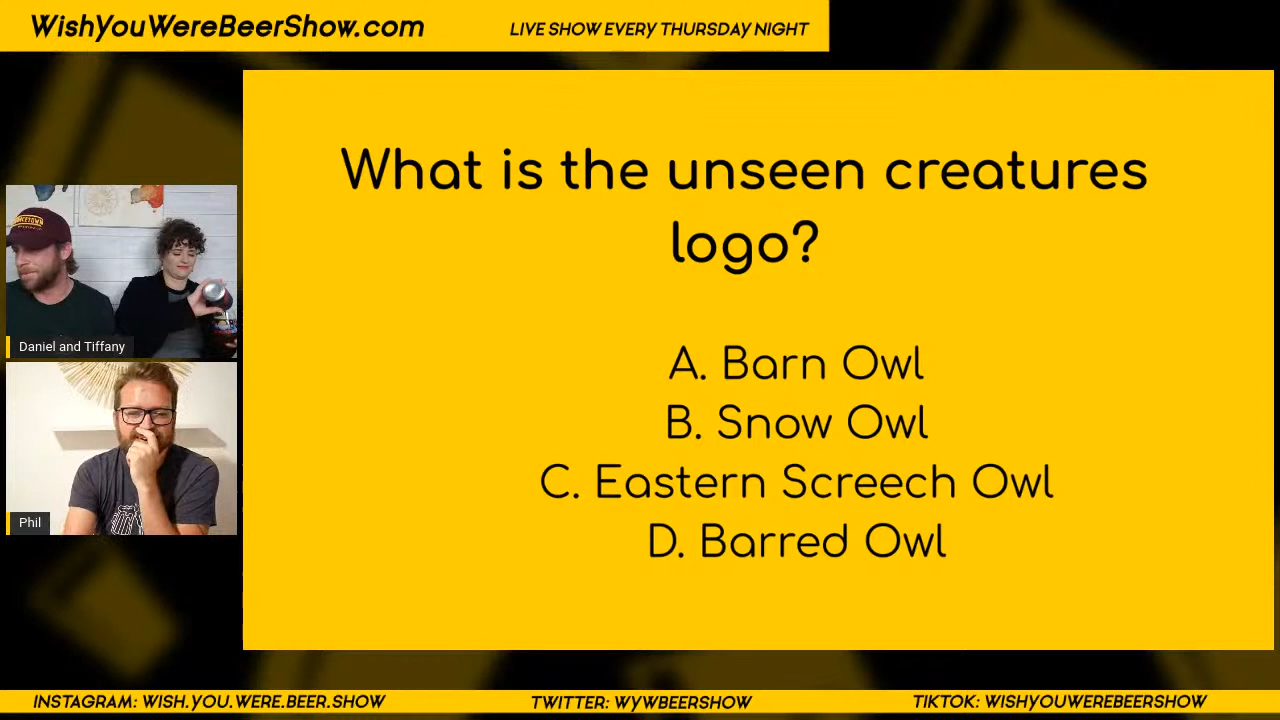 WishYouWereBeerShow.com
LIVE SHOW EVERY THURSDAY NIGHT
What is the unseen creatures
logo?
A. Barn Owl
B. Snow Owl
C. Eastern Screech Owl
D. Barred Owl
Daniel and Tiffany
Phil
INSTAGRAM: WISH.YOU.WERE.BEER.SHOW
TWITTER: WYWBEERSHOW
TIKTOK: WISHYOUWEREBEERSHOW